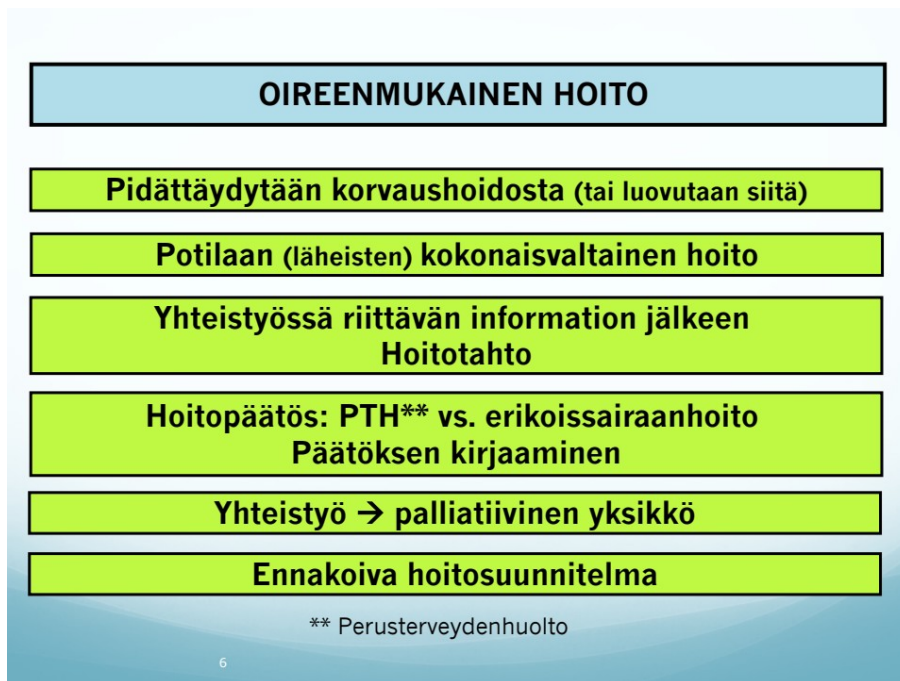 OIREENMUKAINEN HOITO
Pidättäydytään korvaushoidosta (tai luovutaan siitä)
Potilaan (läheisten) kokonaisvaltainen hoito
Yhteistyössä riittävän information jälkeen
Hoitotahto
Hoitopäätös: PTH** vs. erikoissairaanhoito
Päätöksen kirjaaminen
Yhteistyö → palliatiivinen yksikkö
Ennakoiva hoitosuunnitelma
** Perusterveydenhuolto
6